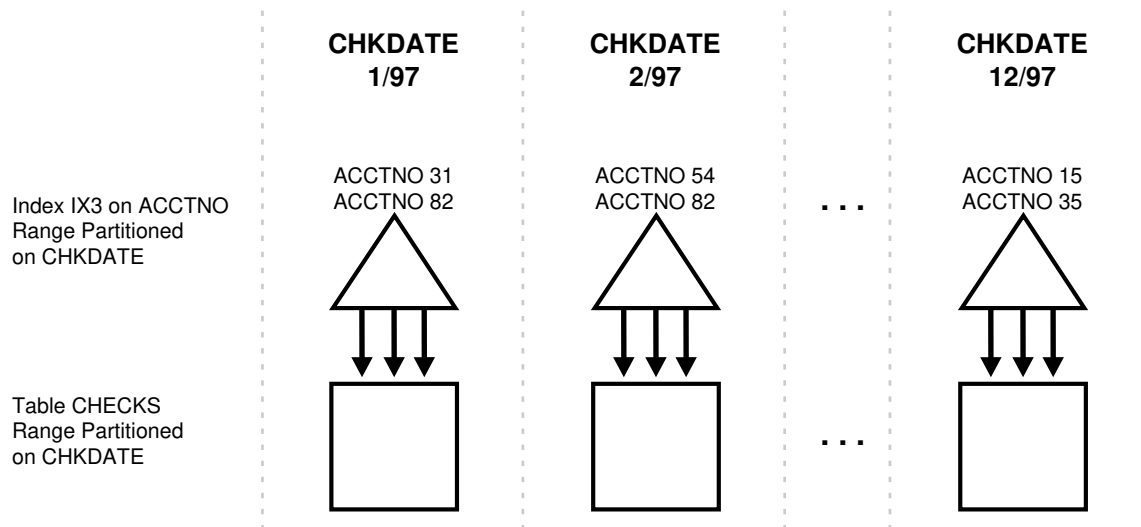 CHKDATE
1/97
CHKDATE
2/97
CHKDATE
12/97
Index IX3 on ACCTNO
Range Partitioned
on CHKDATE
ACCTNO 31
ACCTNO 82
ACCTNO 54
ACCTNO 82
. . .
ACCTNO 15
ACCTNO 35
Table CHECKS
Range Partitioned
on CHKDATE
. . .